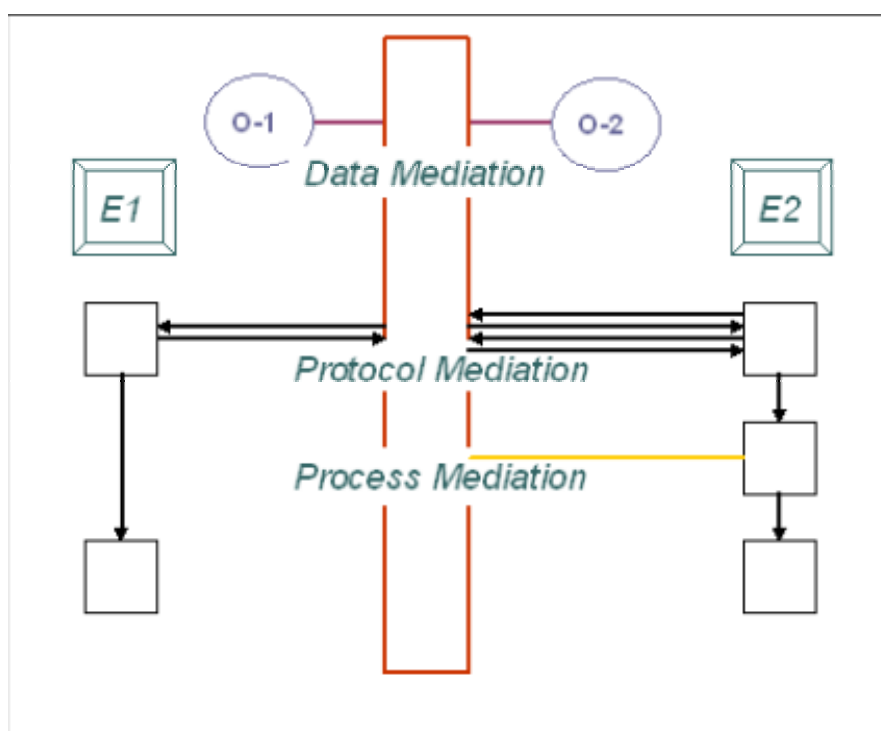 O-1
O-2
Data Mediation
E1
E2
Protocol Mediation
Process Mediation